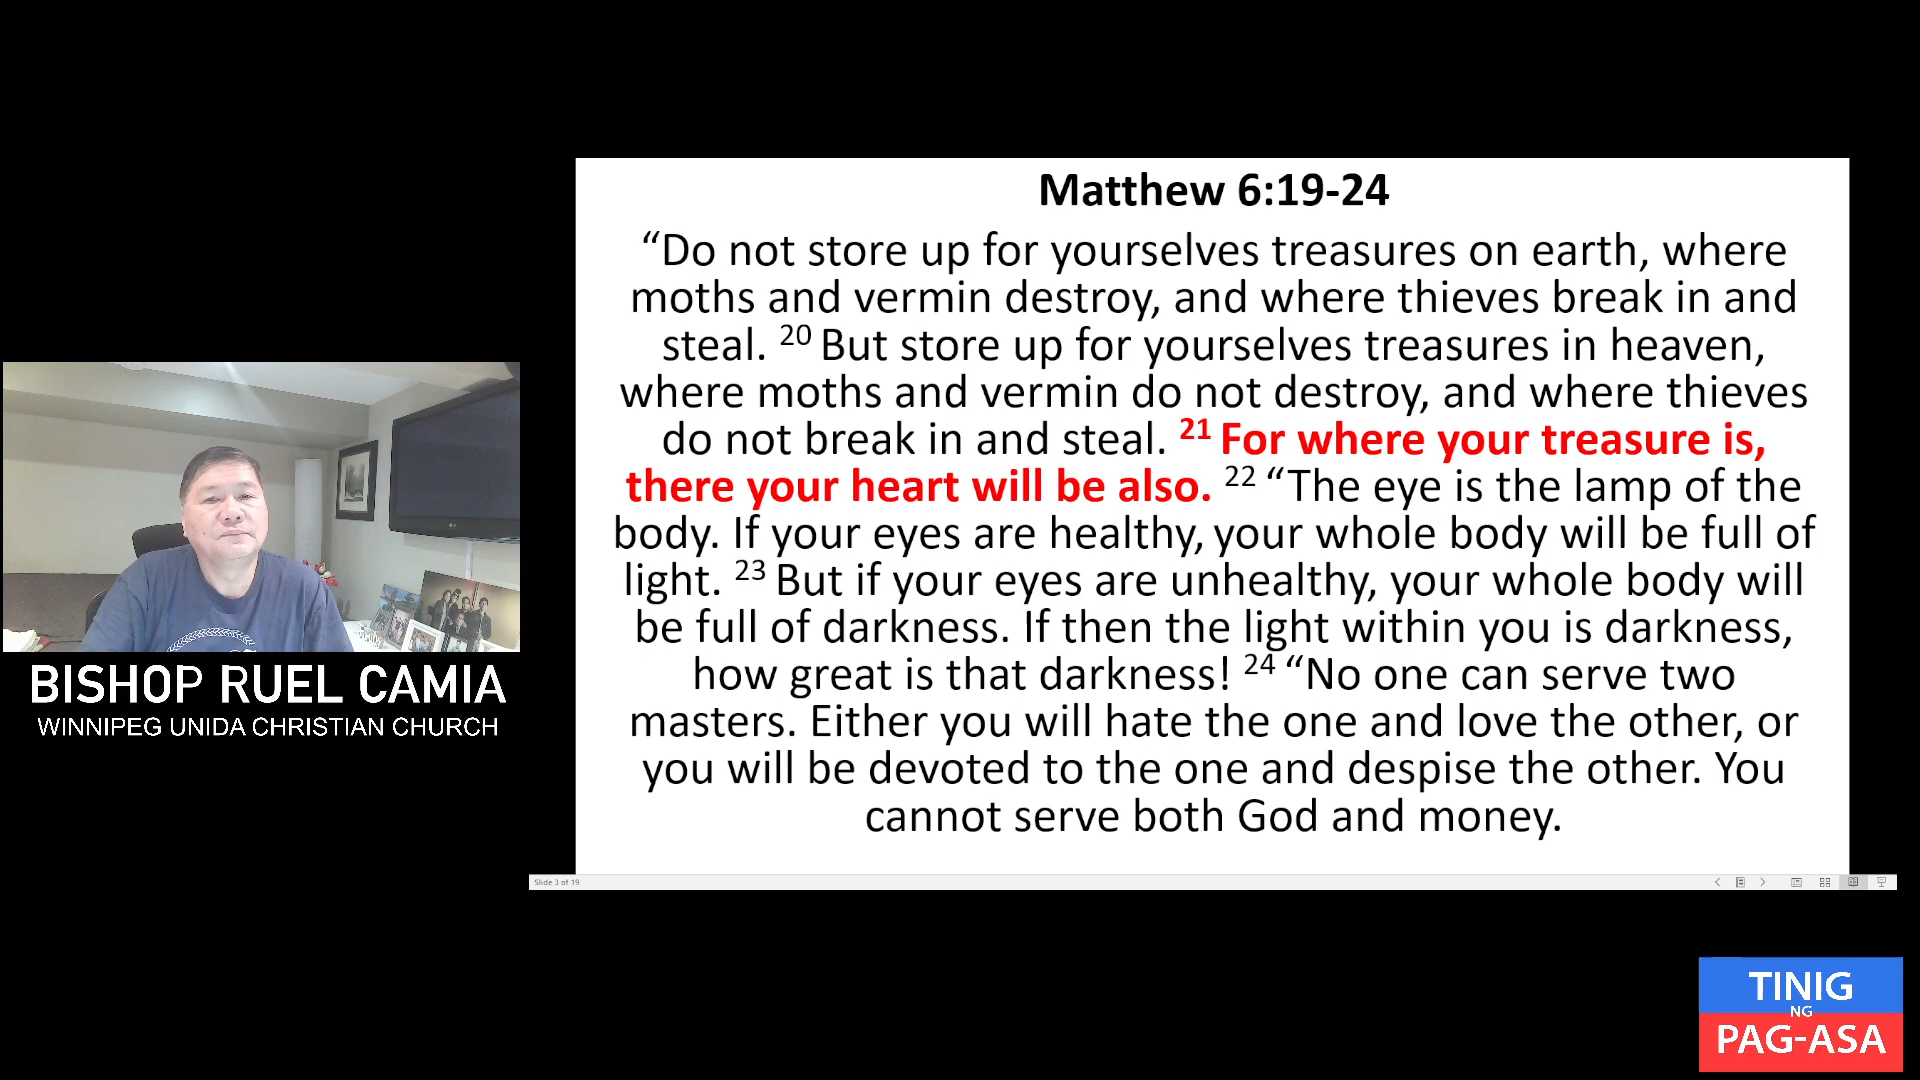 Matthew 6:19-24
“Do not store up for yourselves treasures on earth, where
moths and vermin destroy, and where thieves break in and
steal. 20 But store up for yourselves treasures in heaven,
where moths and vermin do not destroy, and where thieves
do not break in and steal. 21 For where your treasure is,
there your heart will be also. 22 “The eye is the lamp of the
body. If your eyes are healthy, your whole body will be full of
light. 23 But if your eyes are unhealthy, your whole body will
be full of darkness. If then the light within you is darkness,
how great is that darkness! 24 “No one can serve two
masters. Either you will hate the one and love the other, or
you will be devoted to the one and despise the other. You
cannot serve both God and money.
BISHOP RUEL CAMIA
WINNIPEG UNIDA CHRISTIAN CHURCH
Slide 3 of 19
TINIG
NG
PAG-ASA